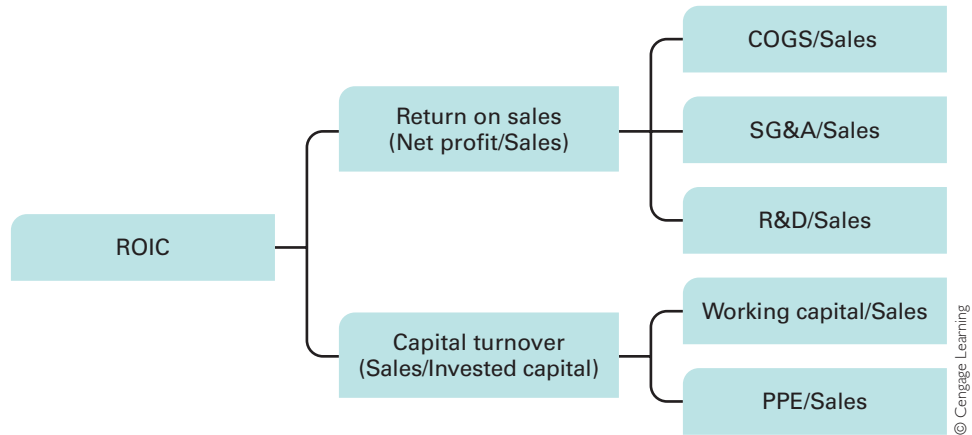 ROIC
Return on sales
(Net profit/Sales)
COGS/Sales
SG&A/Sales
R&D/Sales
Capital turnover
(Sales/Invested capital)
Working capital/Sales
PPE/Sales
© Cengage Learning